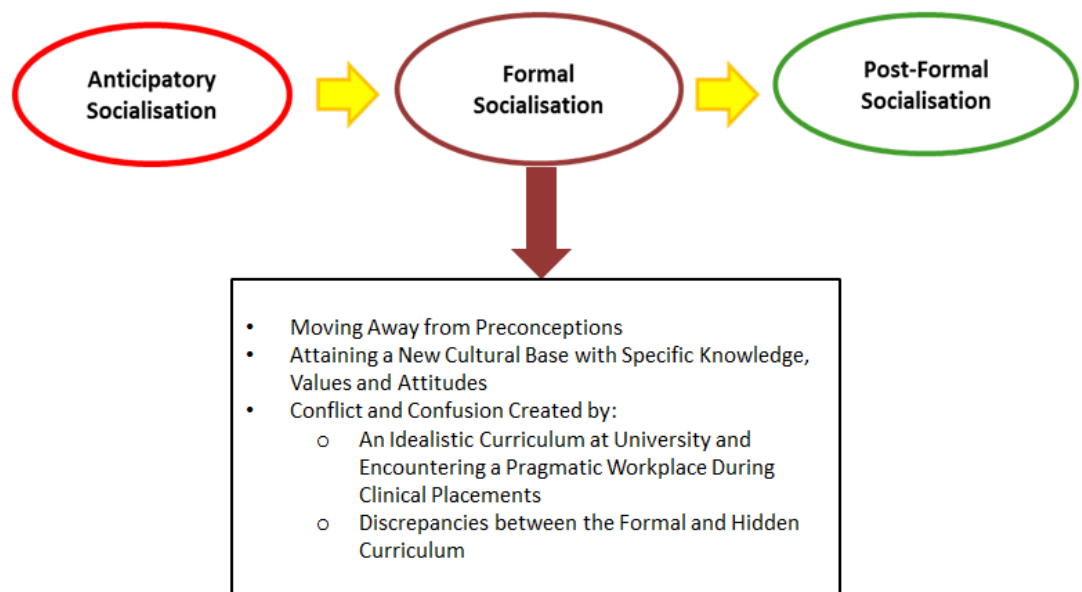 Anticipatory
Socialisation
Formal
Socialisation
Post-Formal
Socialisation
• Moving Away from Preconceptions
• Attaining a New Cultural Base with Specific Knowledge,
Values and Attitudes
• Conflict and Confusion Created by:
o An Idealistic Curriculum at University and
Encountering a Pragmatic Workplace During
Clinical Placements
o Discrepancies between the Formal and Hidden
Curriculum